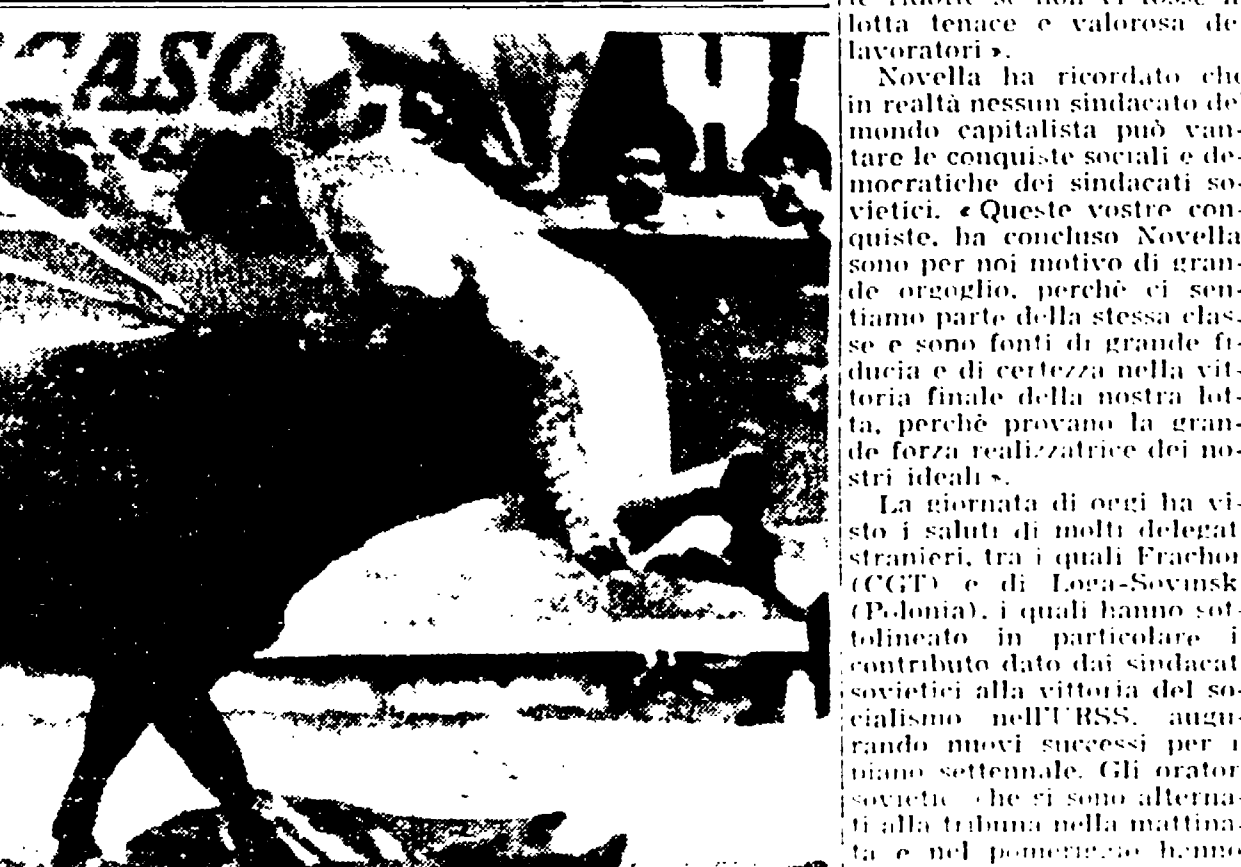 CASO
lotta tenace e valorosa de
lavoratori ».
Novella ha ricordato che
in realtà nessun sindacato del
mondo capitalista può van-
tare le conquiste sociali e de-
mocratiche dei sindacati so-
vietici. « Queste vostre con-
quiste, ha concluso Novella
sono per noi motivo di gran-
de orgoglio, perchè ci sen-
tiamo parte della stessa clas-
se e sono fonti di grande fi-
ducia e di certezza nella vit-
toria finale della nostra lot-
ta, perchè provano la gran-
de forza realizzatrice dei no-
stri ideali ».
La giornata di oggi ha vi-
sto i saluti di molti delegat
stranieri, tra i quali Frachon
(CGT) e di Loga-Sovinsk
(Polonia), i quali hanno sot-
tolineato in particolare i
contributo dato dai sindacat
sovietici alla vittoria del so-
cialismo nell'URSS, augu-
rando nuovi successi per i
piano settennale. Gli orator
sovietic che si sono alterna-
ti alla tribuna nella mattina-
ta e nel pomeriggio hanno